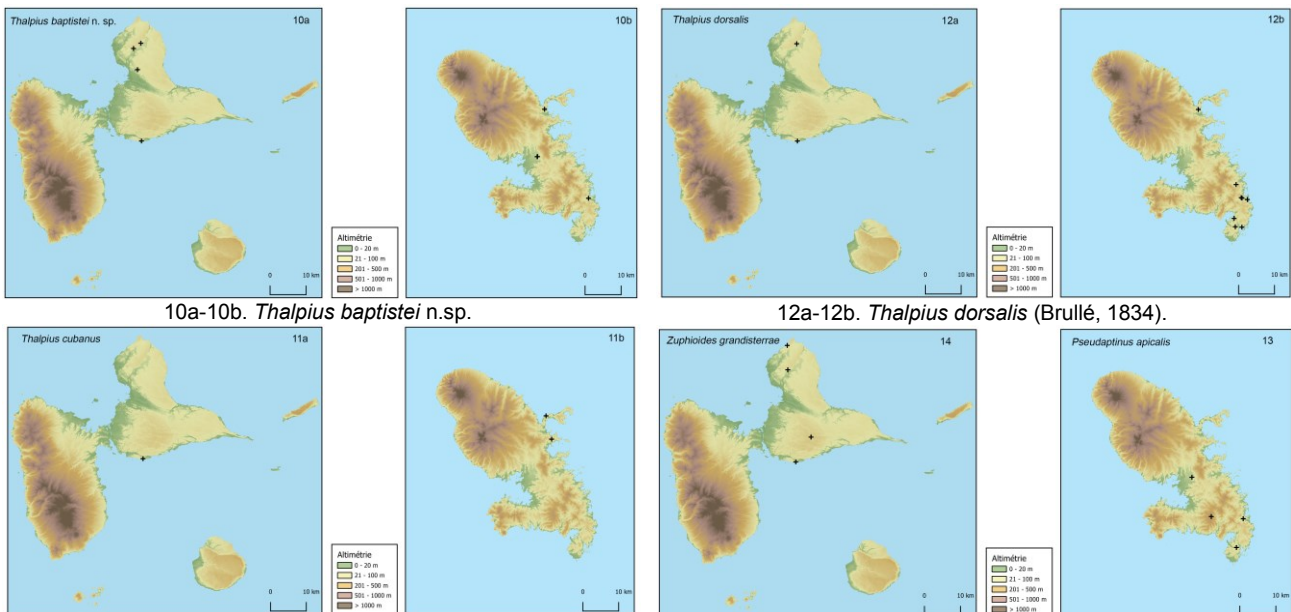 Thalpius baptistei n. sp.
10a
10b
Altimétrie
0 - 20 m
21 - 100 m
201 - 500 m
501 - 1000 m
> 1000 m
0 10 km
0 10 km
10a-10b. Thalpius baptistei n.sp.
Thalpius dorsalis
12a
12b
Altimétrie
0 - 20 m
21 - 100 m
201 - 500 m
501 - 1000 m
> 1000 m
0 10 km
0 10 km
12a-12b. Thalpius dorsalis (Brullé, 1834).
Thalpius cubanus
11a
11b
Altimétrie
0 - 20 m
21 - 100 m
201 - 500 m
501 - 1000 m
> 1000 m
0 10 km
0 10 km
Zuphioides grandisterrae
14
Pseudaptinus apicalis
13
Altimétrie
0 - 20 m
21 - 100 m
201 - 500 m
501 - 1000 m
> 1000 m
0 10 km
0 10 km